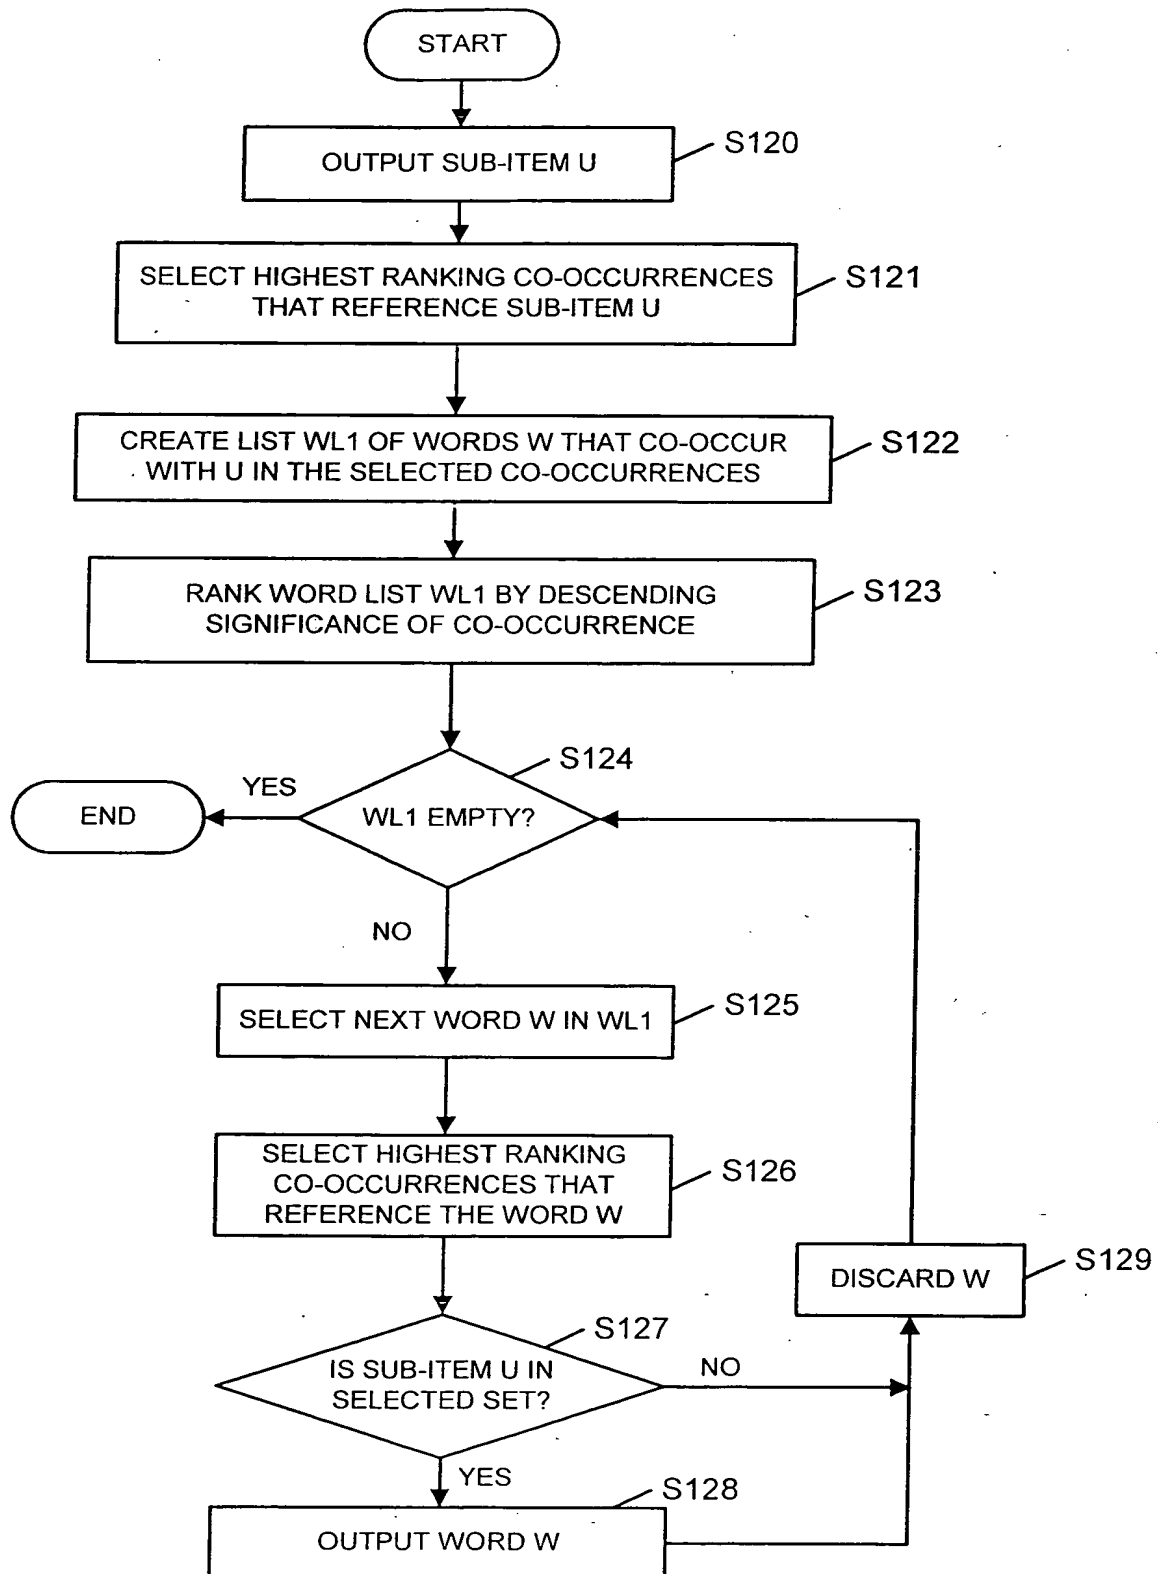 START
OUTPUT SUB-ITEM U
S120
SELECT HIGHEST RANKING CO-OCCURRENCES
THAT REFERENCE SUB-ITEM U
S121
CREATE LIST WL1 OF WORDS W THAT CO-OCCUR
WITH U IN THE SELECTED CO-OCCURRENCES
S122
RANK WORD LIST WL1 BY DESCENDING
SIGNIFICANCE OF CO-OCCURRENCE
S123
S124
YES
END
WL1 EMPTY?
NO
SELECT NEXT WORD W IN WL1
S125
SELECT HIGHEST RANKING
CO-OCCURRENCES THAT
REFERENCE THE WORD W
S126
DISCARD W
S129
S127
IS SUB-ITEM U IN
SELECTED SET?
NO
YES
S128
OUTPUT WORD W